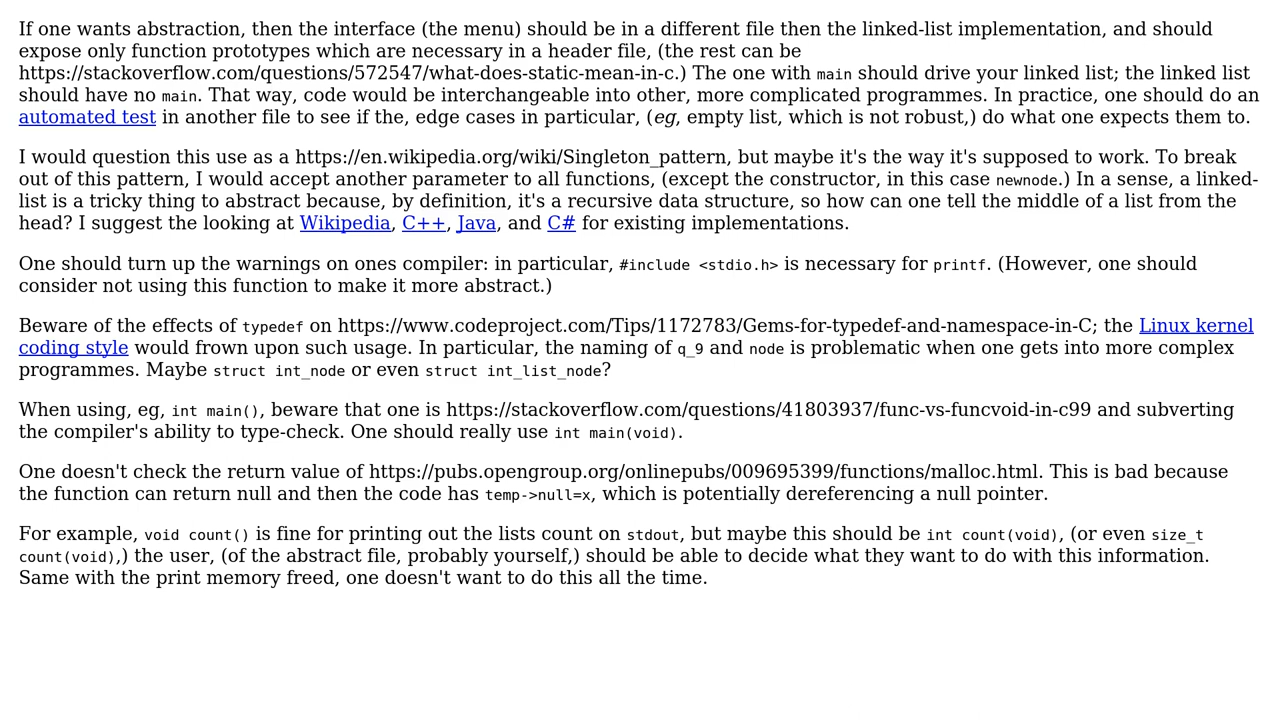 If one wants abstraction, then the interface (the menu) should be in a different file then the linked-list implementation, and should
expose only function prototypes which are necessary in a header file, (the rest can be
https://stackoverflow.com/questions/572547/what-does-static-mean-in-c.) The one with main should drive your linked list; the linked list
should have no main. That way, code would be interchangeable into other, more complicated programmes. In practice, one should do an
automated test in another file to see if the, edge cases in particular, (eg, empty list, which is not robust,) do what one expects them to.
I would question this use as a https://en.wikipedia.org/wiki/Singleton_pattern, but maybe it's the way it's supposed to work. To break
out of this pattern, I would accept another parameter to all functions, (except the constructor, in this case newnode.) In a sense, a linked-
list is a tricky thing to abstract because, by definition, it's a recursive data structure, so how can one tell the middle of a list from the
head? I suggest the looking at Wikipedia, C++, Java, and C# for existing implementations.
One should turn up the warnings on ones compiler: in particular, #include <stdio.h> is necessary for printf. (However, one should
consider not using this function to make it more abstract.)
Beware of the effects of typedef on https://www.codeproject.com/Tips/1172783/Gems-for-typedef-and-namespace-in-C; the Linux kernel
coding style would frown upon such usage. In particular, the naming of q_9 and node is problematic when one gets into more complex
programmes. Maybe struct int_node or even struct int_list_node?
When using, eg, int main(), beware that one is https://stackoverflow.com/questions/41803937/func-vs-funcvoid-in-c99 and subverting
the compiler's ability to type-check. One should really use int main(void).
One doesn't check the return value of https://pubs.opengroup.org/onlinepubs/009695399/functions/malloc.html. This is bad because
the function can return null and then the code has temp->null=x, which is potentially dereferencing a null pointer.
For example, void count() is fine for printing out the lists count on stdout, but maybe this should be int count(void), (or even size_t
count(void),) the user, (of the abstract file, probably yourself,) should be able to decide what they want to do with this information.
Same with the print memory freed, one doesn't want to do this all the time.